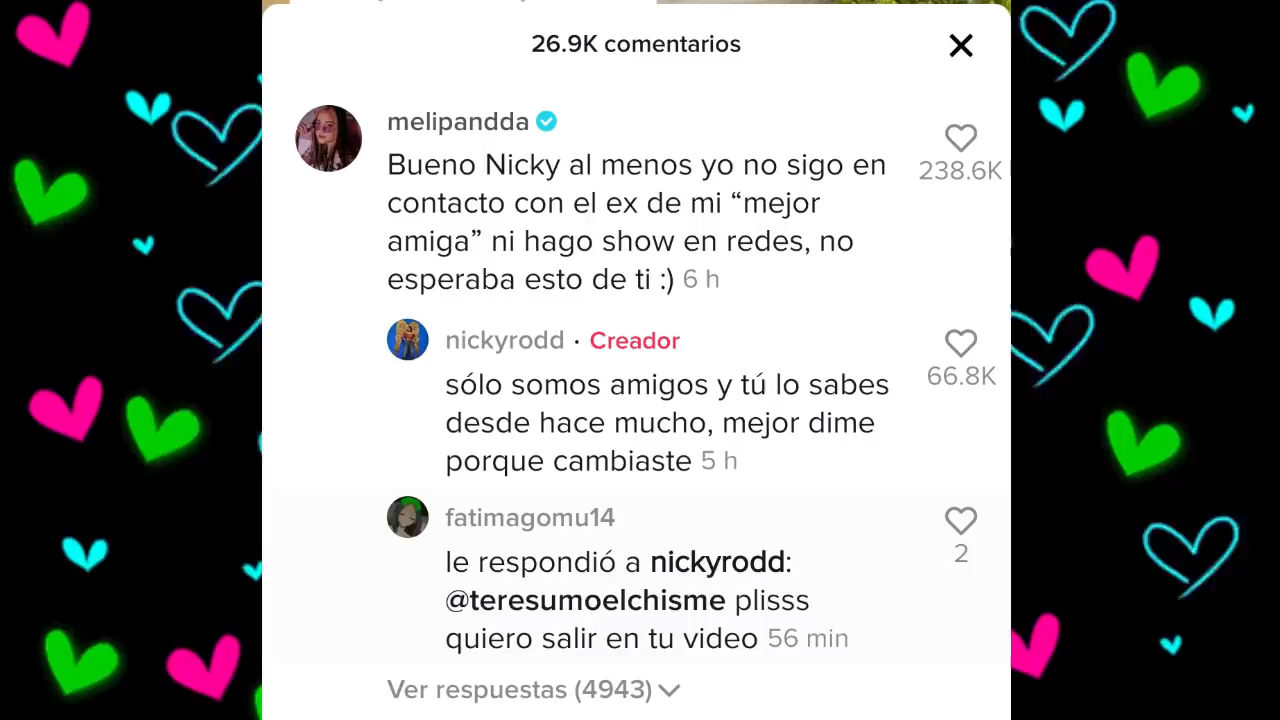 26.9K comentarios
melipandda
Bueno Nicky al menos yo no sigo en
contacto con el ex de mi “mejor
amiga” ni hago show en redes, no
esperaba esto de ti :) 6 h
238.6K
nickyrodd · Creador
sólo somos amigos y tú lo sabes
desde hace mucho, mejor dime
porque cambiaste 5 h
66.8K
fatimagomu14
le respondió a nickyrodd:
@teresumoelchisme plisss
quiero salir en tu video 56 min
2
Ver respuestas (4943)